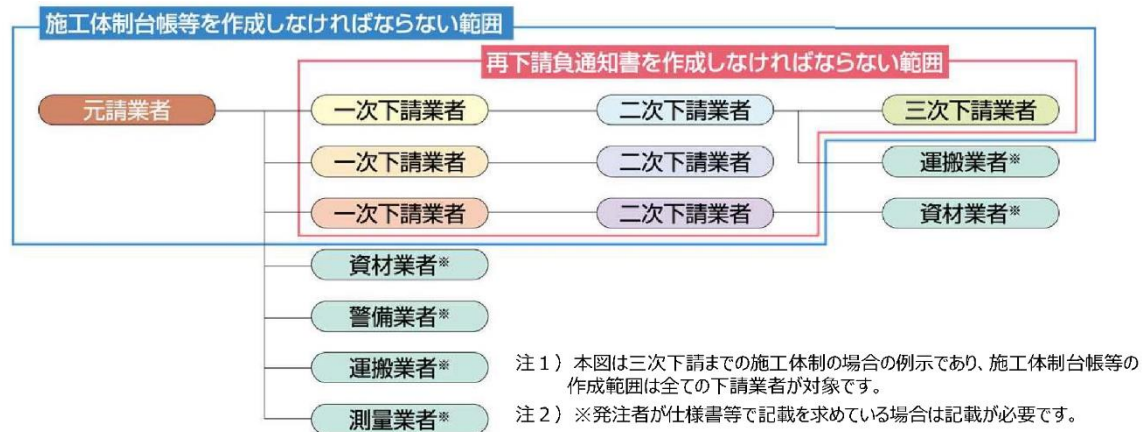 施工体制台帳等を作成しなければならない範囲
再下請負通知書を作成しなければならない範囲
元請業者
一次下請業者
二次下請業者
三次下請業者
一次下請業者
二次下請業者
運搬業者※
一次下請業者
二次下請業者
資材業者※
資材業者※
警備業者※
運搬業者※
測量業者※
注1）本図は三次下請までの施工体制の場合の例示であり、施工体制台帳等の
作成範囲は全ての下請業者が対象です。
注2）※発注者が仕様書等で記載を求めている場合は記載が必要です。